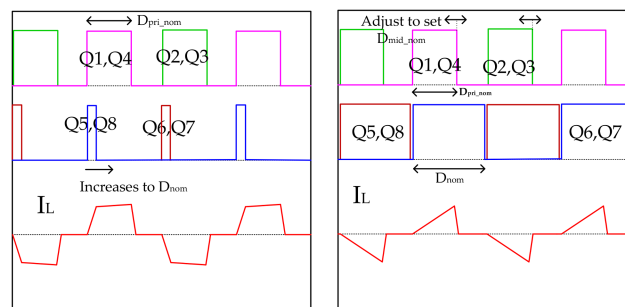 Dpri_nom
Q1,Q4
Q2,Q3
Q5,Q8
Q6,Q7
Increases to Dnom
IL
Adjust to set
Dmid_nom
Q1,Q4
Q2,Q3
Dpri_nom
Q5,Q8
Q6,Q7
Dnom
IL